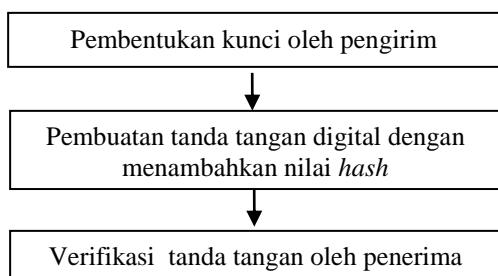 Pembentukan kunci oleh pengirim
Pembuatan tanda tangan digital dengan
menambahkan nilai hash
Verifikasi tanda tangan oleh penerima